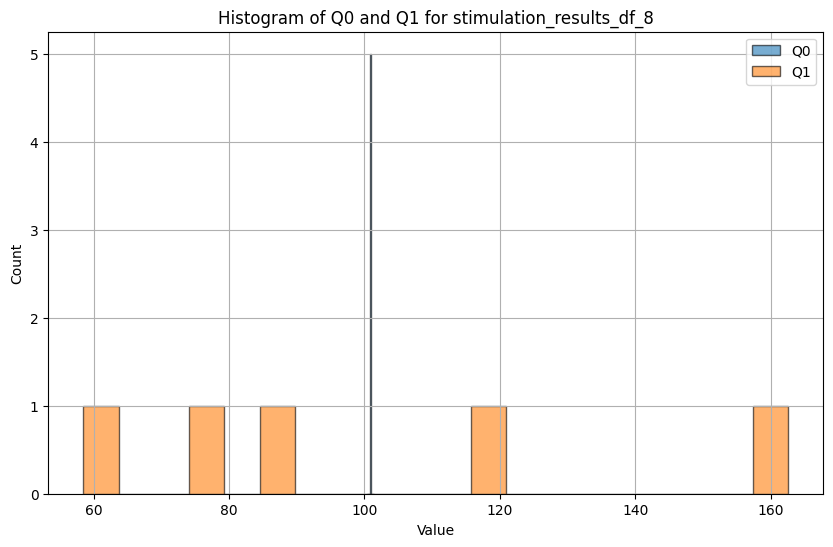 Histogram of Q0 and Q1 for stimulation_results_df_8
Q0
Q1
Count
5
4
3
2
1
0
60
80
100
120
140
160
Value